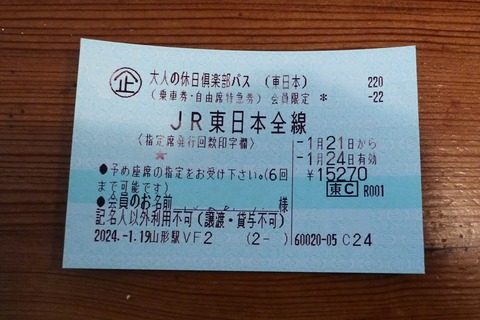 企 大人の休日倶楽部パス (東日本) 220
(乗車券・自由席特急券) 会員限定 * -22
JR東日本全線
〈指定席発行回数印字欄〉 -1月21日から
★ -1月24日有効
●予め座席の指定をお受け下さい。(6回 ¥15270
まで可能です) 東C R001
●会員のお名前 様
記名人以外利用不可(譲渡・貸与不可)
2024.-1.19山形駅VF2 (2- ) 60020-05 C24